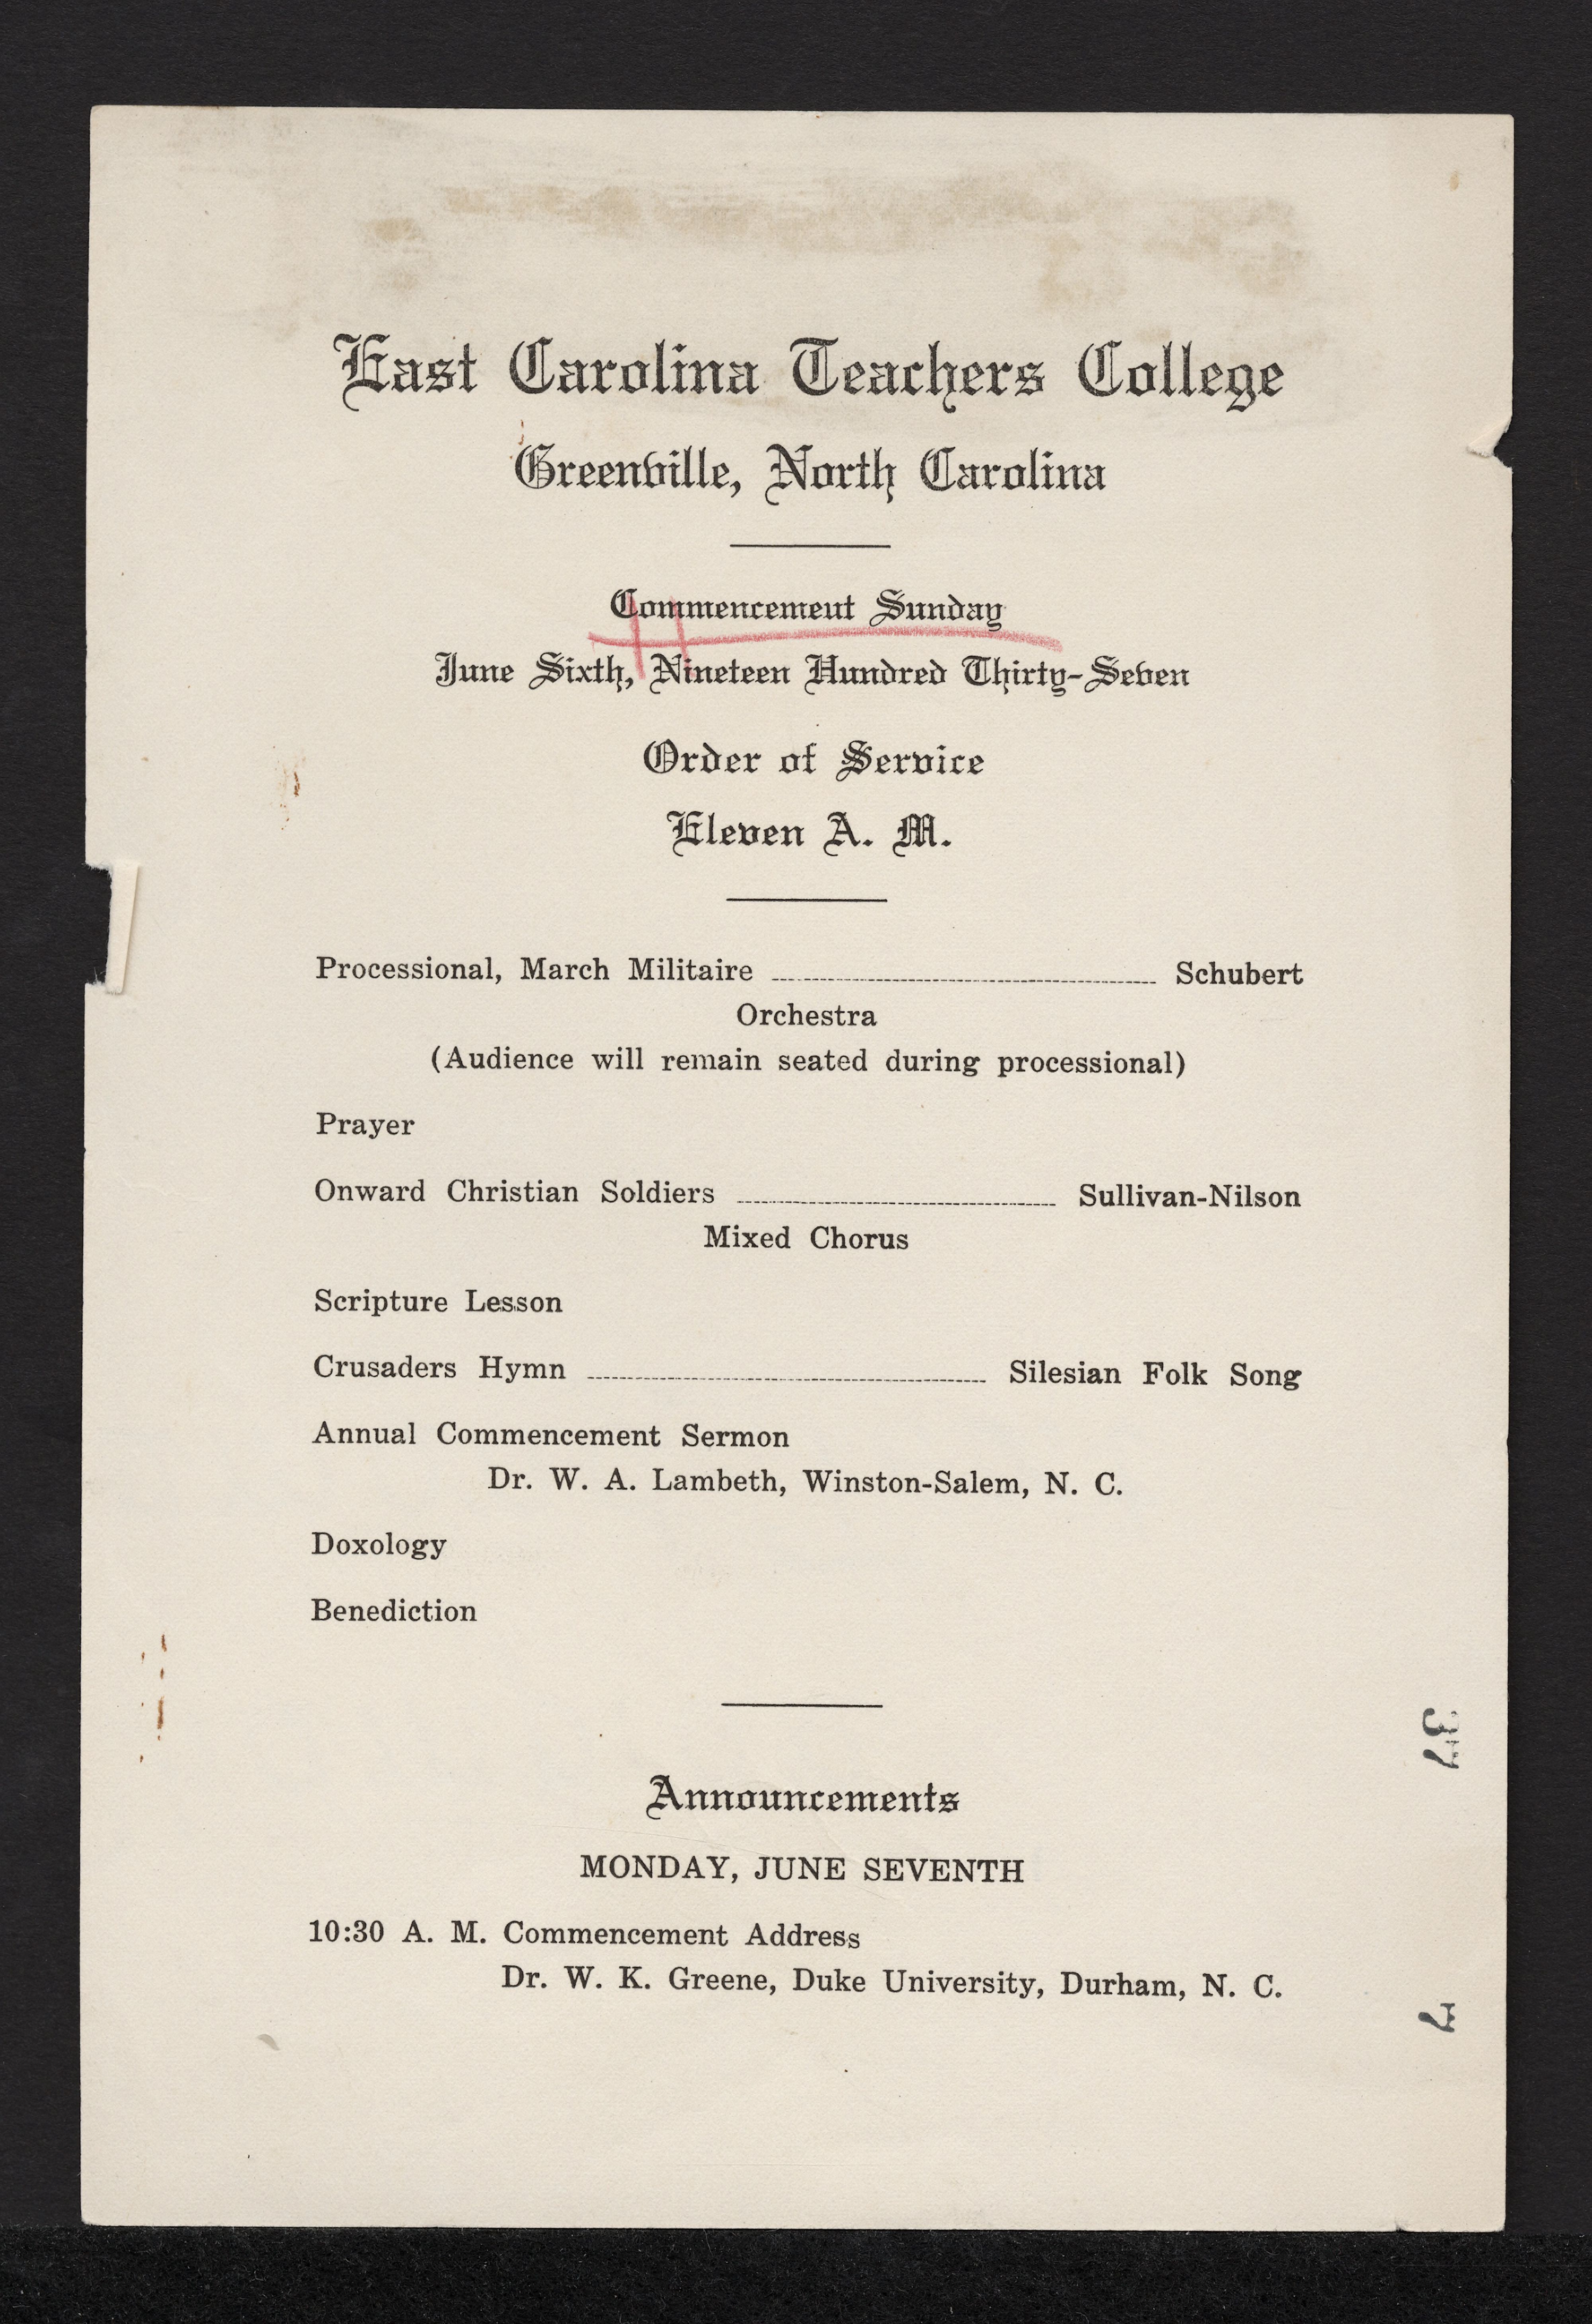 East Carolina Teachers College
Greenville, North Carolina
Commencement Sunday
June Sixth, Nineteen Hundred Thirty-Seven
Order of Service
Eleven A. M.
Processional, March Militaire Schubert
Orchestra
(Audience will remain seated during processional)
Prayer
Onward Christian Soldiers Sullivan-Nilson
Mixed Chorus
Scripture Lesson
Crusaders Hymn Silesian Folk Song
Annual Commencement Sermon
Dr. W. A. Lambeth, Winston-Salem, N. C.
Doxology
Benediction
Announcements
MONDAY, JUNE SEVENTH
10:30 A. M. Commencement Address
Dr. W. K. Greene, Duke University, Durham, N. C.
37
7